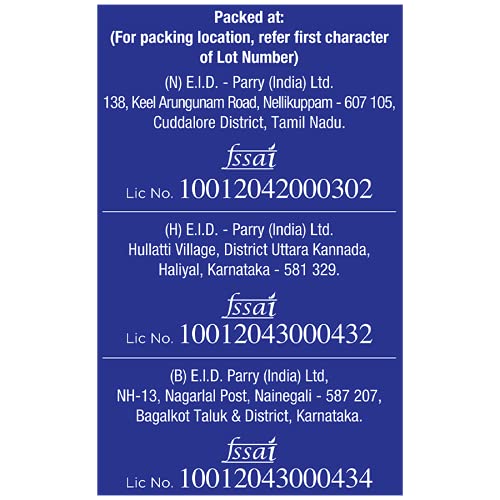 Packed at:
(For packing location, refer first character
of Lot Number)
(N) E.I.D. - Parry (India) Ltd.
138, Keel Arungunam Road, Nellikuppam - 607 105,
Cuddalore District, Tamil Nadu.
fssai
Lic No. 10012042000302
(H) E.I.D. - Parry (India) Ltd.
Hullatti Village, District Uttara Kannada,
Haliyal, Karnataka - 581 329.
fssai
Lic No. 10012043000432
(B) E.I.D. Parry (India) Ltd,
NH-13, Nagarlal Post, Nainegali - 587 207,
Bagalkot Taluk & District, Karnataka.
fssai
Lic No. 10012043000434